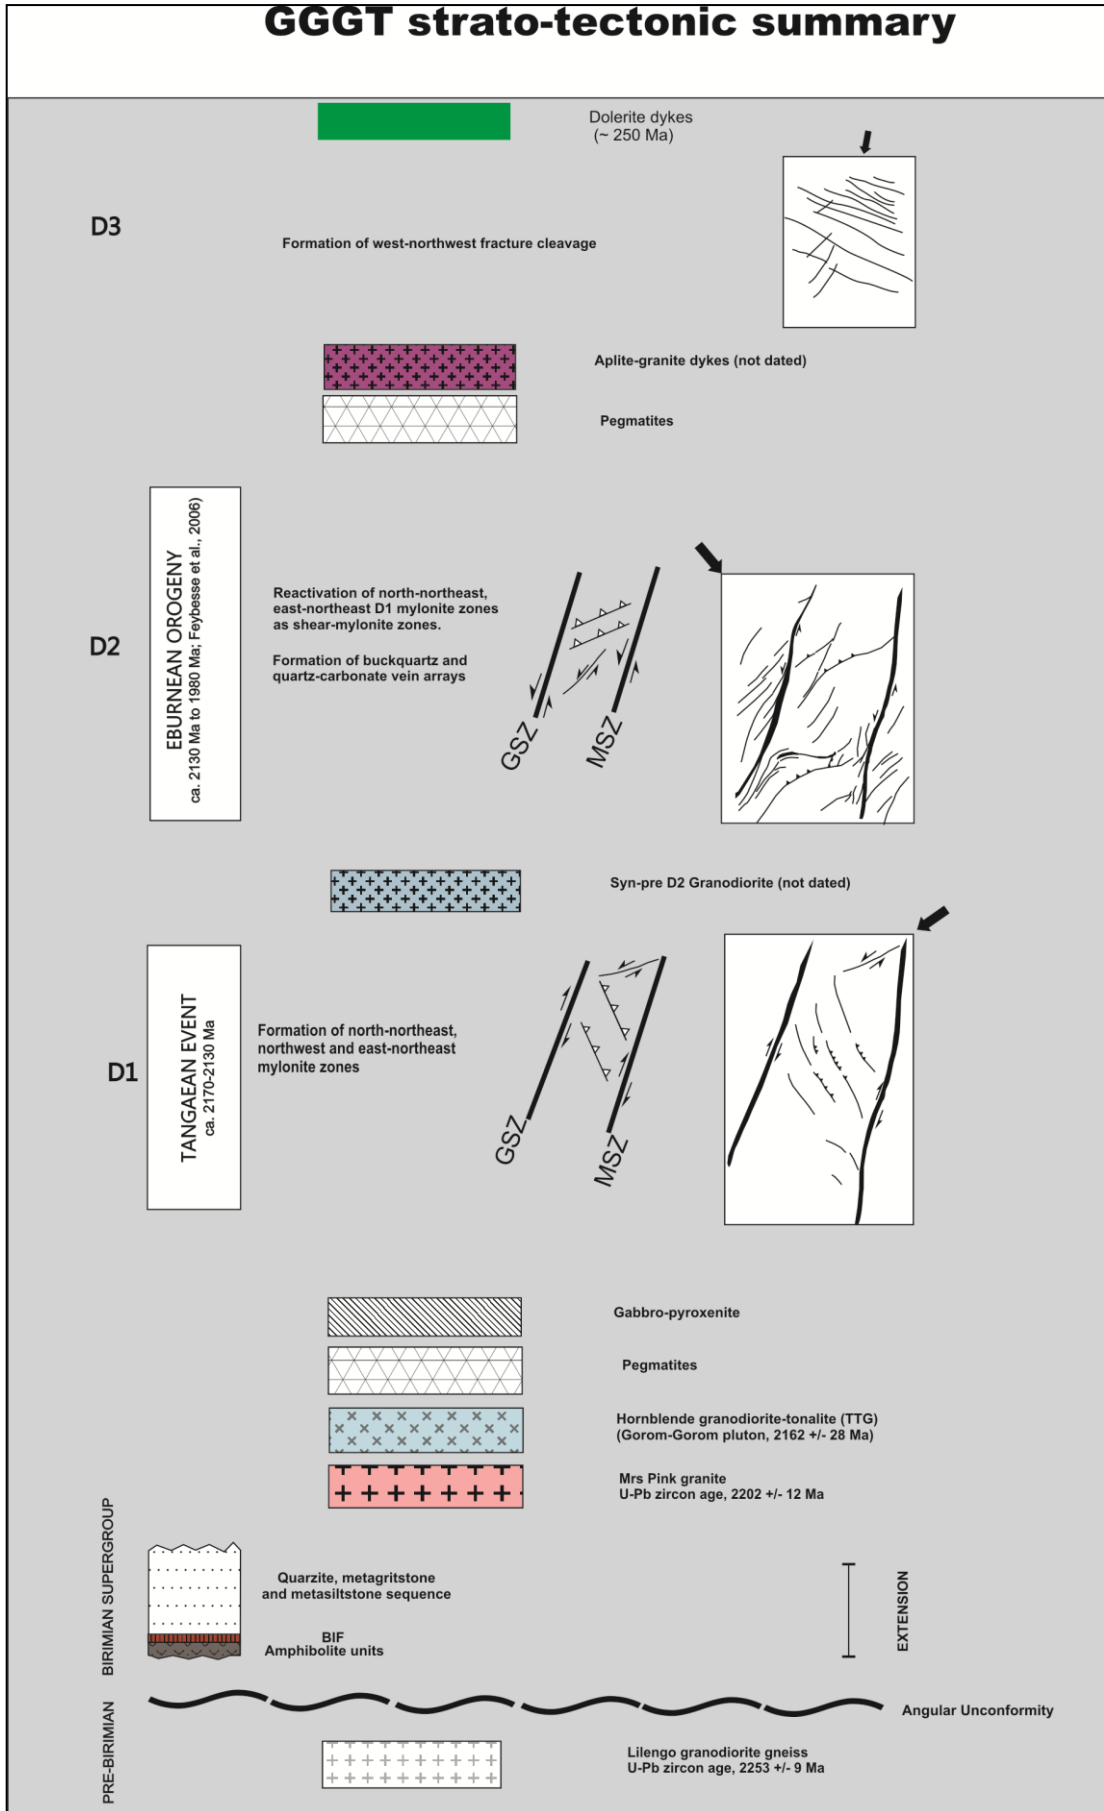 GGGT strato-tectonic summary
Dolerite dykes
(~ 250 Ma)
D3
Formation of west-northwest fracture cleavage
Aplite-granite dykes (not dated)
Pegmatites
D2
EBURNEAN OROGENY
ca. 2130 Ma to 1980 Ma; Feybesse et al., 2006)
Reactivation of north-northeast,
east-northeast D1 mylonite zones
as shear-mylonite zones.
Formation of buckquartz and
quartz-carbonate vein arrays
GSZ
MSZ
Syn-pre D2 Granodiorite (not dated)
D1
TANGAEAN EVENT
ca. 2170-2130 Ma
Formation of north-northeast,
northwest and east-northeast
mylonite zones
GSZ
MSZ
Gabbro-pyroxenite
Pegmatites
Hornblende granodiorite-tonalite (TTG)
(Gorom-Gorom pluton, 2162 +/- 28 Ma)
Mrs Pink granite
U-Pb zircon age, 2202 +/- 12 Ma
BIRIMIAN SUPERGROUP
Quarzite, metagritstone
and metasiltstone sequence
BIF
Amphibolite units
EXTENSION
Angular Unconformity
PRE-BIRIMIAN
Lilengo granodiorite gneiss
U-Pb zircon age, 2253 +/- 9 Ma